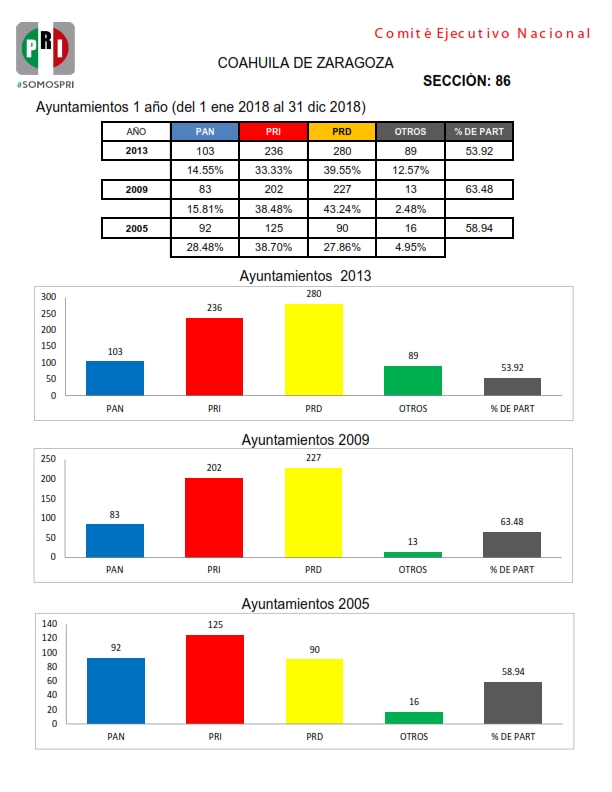 Comité Ejecutivo Nacional
PRI
#SOMOSPRI
COAHUILA DE ZARAGOZA
SECCIÓN: 86
Ayuntamientos 1 año (del 1 ene 2018 al 31 dic 2018)
AÑO PAN PRI PRD OTROS % DE PART
2013 103 236 280 89 53.92
14.55% 33.33% 39.55% 12.57%
2009 83 202 227 13 63.48
15.81% 38.48% 43.24% 2.48%
2005 92 125 90 16 58.94
28.48% 38.70% 27.86% 4.95%
Ayuntamientos 2013
300
250
200
150
100
50
0
103
236
280
89
53.92
PAN PRI PRD OTROS % DE PART
Ayuntamientos 2009
250
200
150
100
50
0
83
202
227
13
63.48
PAN PRI PRD OTROS % DE PART
Ayuntamientos 2005
140
120
100
80
60
40
20
0
92
125
90
16
58.94
PAN PRI PRD OTROS % DE PART